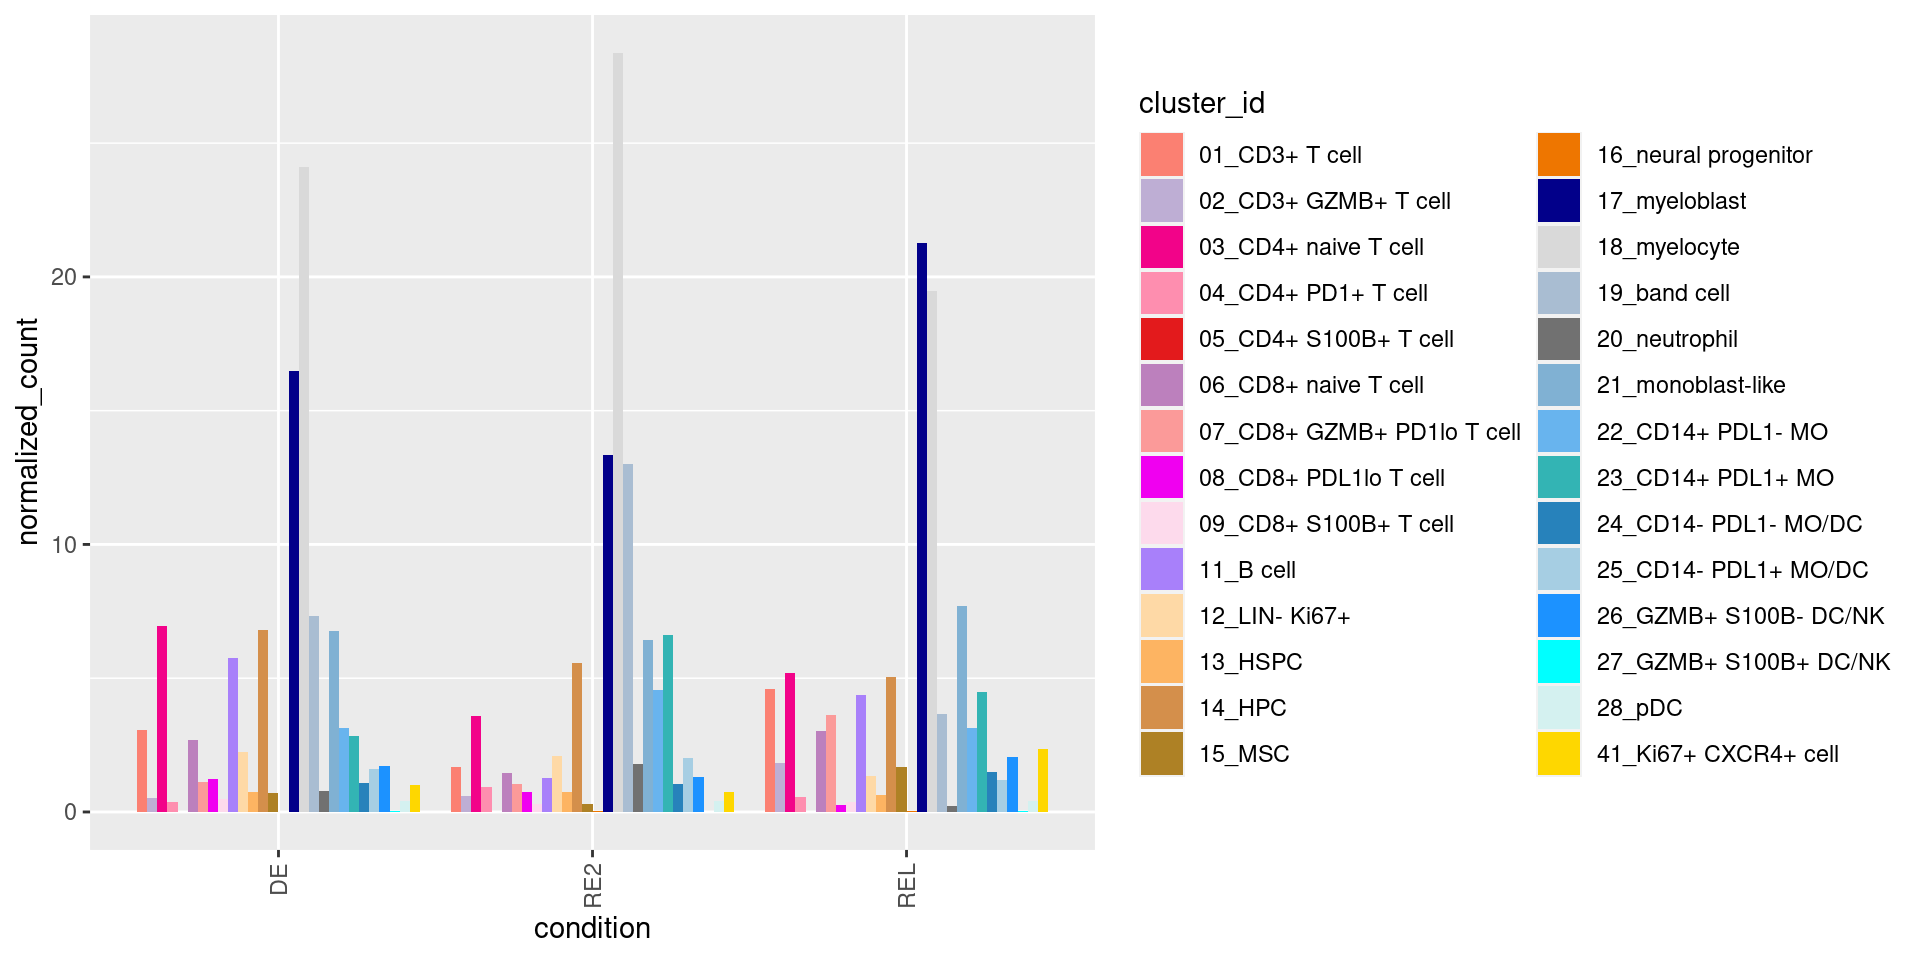 normalized_count
20
10
0
DE
RE2
REL
condition
cluster_id
01_CD3+ T cell
02_CD3+ GZMB+ T cell
03_CD4+ naive T cell
04_CD4+ PD1+ T cell
05_CD4+ S100B+ T cell
06_CD8+ naive T cell
07_CD8+ GZMB+ PD1lo T cell
08_CD8+ PDL1lo T cell
09_CD8+ S100B+ T cell
11_B cell
12_LIN- Ki67+
13_HSPC
14_HPC
15_MSC
16_neural progenitor
17_myeloblast
18_myelocyte
19_band cell
20_neutrophil
21_monoblast-like
22_CD14+ PDL1- MO
23_CD14+ PDL1+ MO
24_CD14- PDL1- MO/DC
25_CD14- PDL1+ MO/DC
26_GZMB+ S100B- DC/NK
27_GZMB+ S100B+ DC/NK
28_pDC
41_Ki67+ CXCR4+ cell